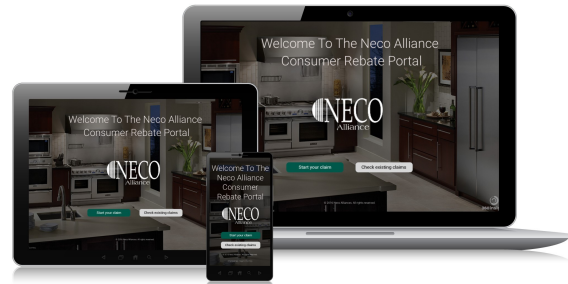 Welcome To The Neco Alliance
Consumer Rebate Portal
NECO
Alliance
Start your claim
Check existing claims
Welcome To The Neco Alliance
Consumer Rebate Portal
NECO
Alliance
Start your claim
Check existing claims
Welcome To The
Neco Alliance
Consumer
Rebate Portal
NECO
Alliance
Start your claim
Check existing claims